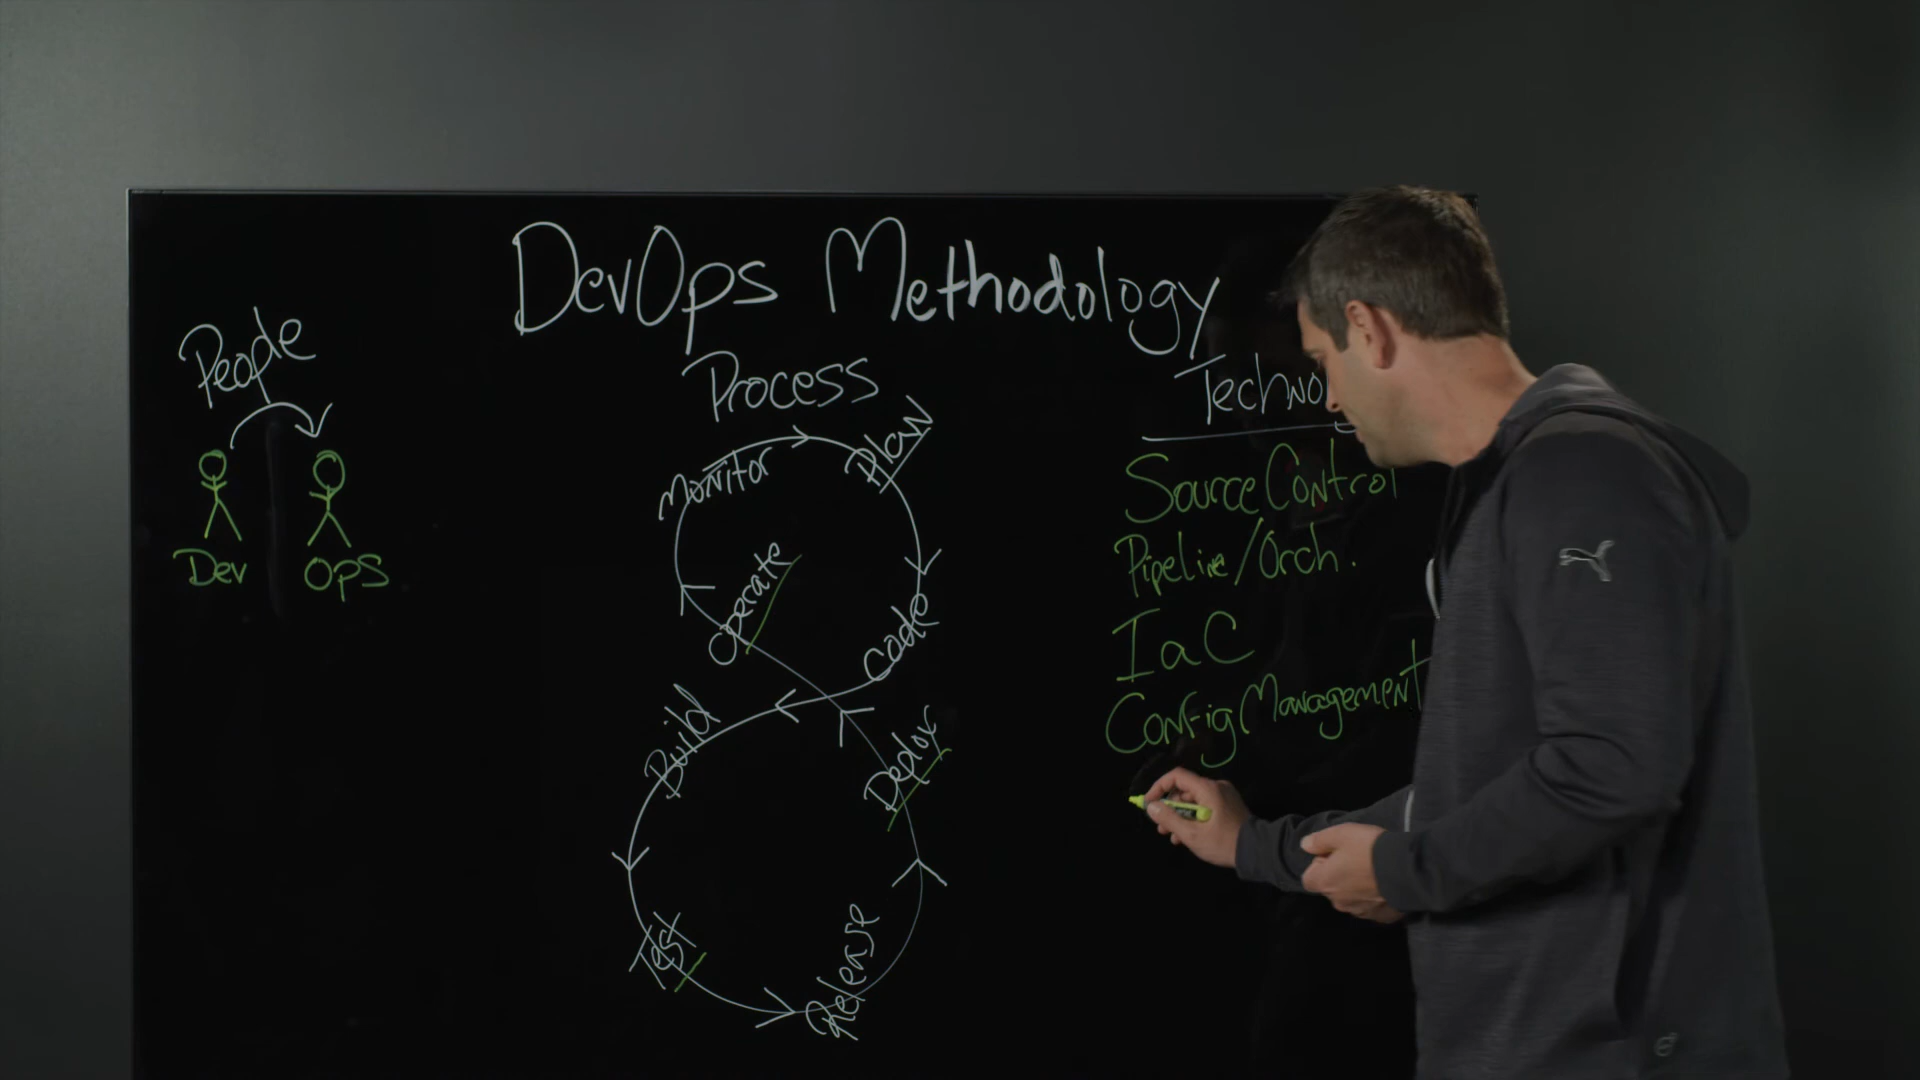 DevOps Methodology
People
Dev
Ops
Process
Plan
Code
Build
Test
Release
Deploy
Operate
Monitor
Techno
Source Control
Pipeline/Orch.
IaC
Config Management